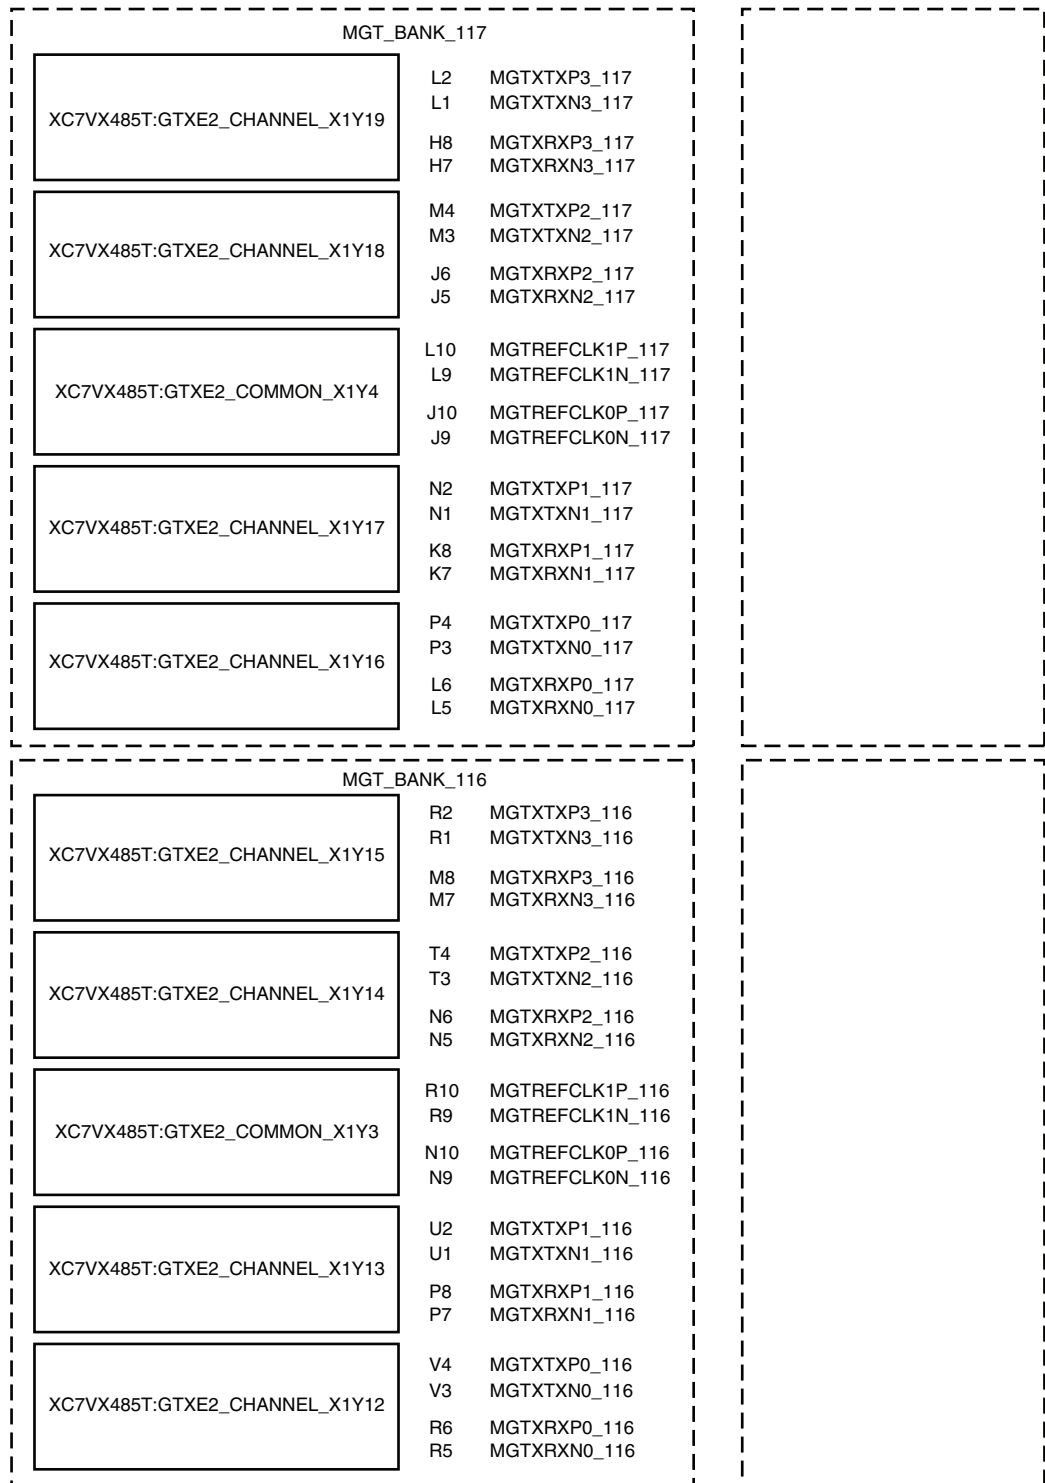 MGT_BANK_117
XC7VX485T:GTXE2_CHANNEL_X1Y19
L2 MGTXTXP3_117
L1 MGTXTXN3_117
H8 MGTXRXP3_117
H7 MGTXRXN3_117
XC7VX485T:GTXE2_CHANNEL_X1Y18
M4 MGTXTXP2_117
M3 MGTXTXN2_117
J6 MGTXRXP2_117
J5 MGTXRXN2_117
XC7VX485T:GTXE2_COMMON_X1Y4
L10 MGTREFCLK1P_117
L9 MGTREFCLK1N_117
J10 MGTREFCLK0P_117
J9 MGTREFCLK0N_117
XC7VX485T:GTXE2_CHANNEL_X1Y17
N2 MGTXTXP1_117
N1 MGTXTXN1_117
K8 MGTXRXP1_117
K7 MGTXRXN1_117
XC7VX485T:GTXE2_CHANNEL_X1Y16
P4 MGTXTXP0_117
P3 MGTXTXN0_117
L6 MGTXRXP0_117
L5 MGTXRXN0_117
MGT_BANK_116
XC7VX485T:GTXE2_CHANNEL_X1Y15
R2 MGTXTXP3_116
R1 MGTXTXN3_116
M8 MGTXRXP3_116
M7 MGTXRXN3_116
XC7VX485T:GTXE2_CHANNEL_X1Y14
T4 MGTXTXP2_116
T3 MGTXTXN2_116
N6 MGTXRXP2_116
N5 MGTXRXN2_116
XC7VX485T:GTXE2_COMMON_X1Y3
R10 MGTREFCLK1P_116
R9 MGTREFCLK1N_116
N10 MGTREFCLK0P_116
N9 MGTREFCLK0N_116
XC7VX485T:GTXE2_CHANNEL_X1Y13
U2 MGTXTXP1_116
U1 MGTXTXN1_116
P8 MGTXRXP1_116
P7 MGTXRXN1_116
XC7VX485T:GTXE2_CHANNEL_X1Y12
V4 MGTXTXP0_116
V3 MGTXTXN0_116
R6 MGTXRXP0_116
R5 MGTXRXN0_116